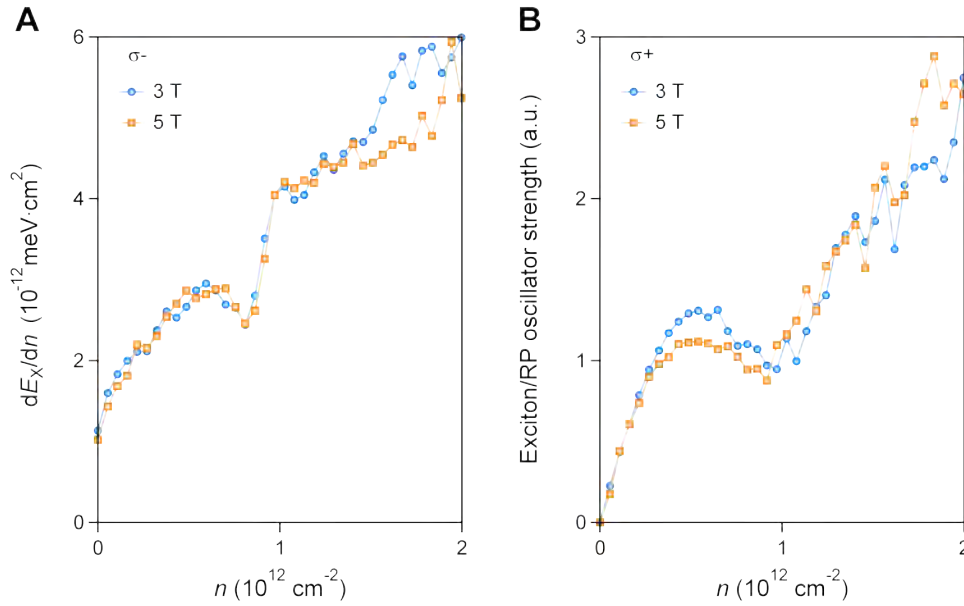 A
σ-
3 T
5 T
dE_X/dn (10^-12 meV·cm^2)
6
4
2
0
0
1
2
n (10^12 cm^-2)
B
σ+
3 T
5 T
Exciton/RP oscillator strength (a.u.)
3
2
1
0
0
1
2
n (10^12 cm^-2)